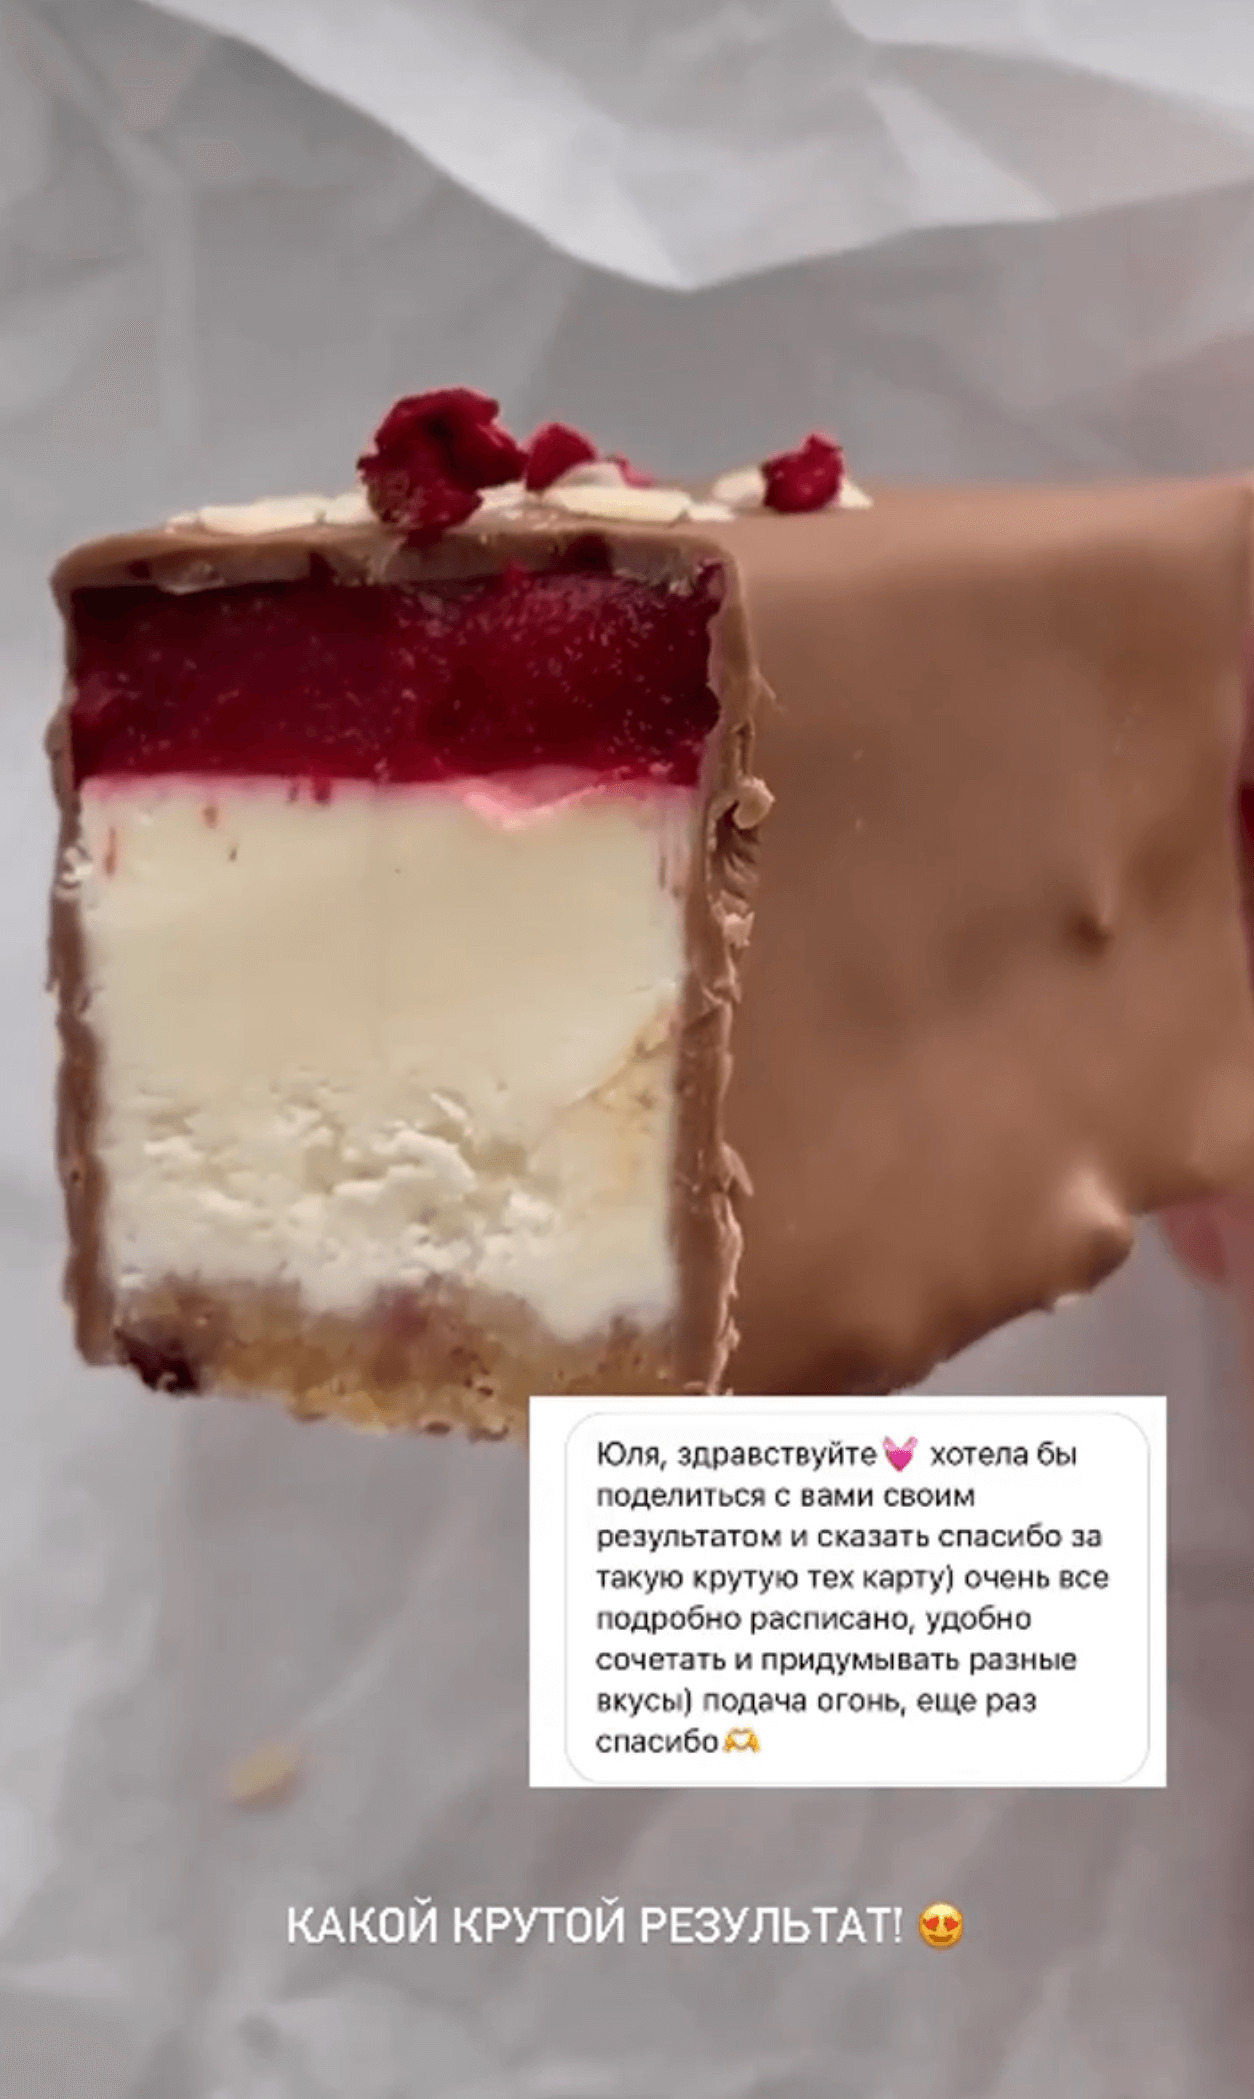 Юля, здравствуйте💓 хотела бы
поделиться с вами своим
результатом и сказать спасибо за
такую крутую тех карту) очень все
подробно расписано, удобно
сочетать и придумывать разные
вкусы) подача огонь, еще раз
спасибо🫶
КАКОЙ КРУТОЙ РЕЗУЛЬТАТ! 😍